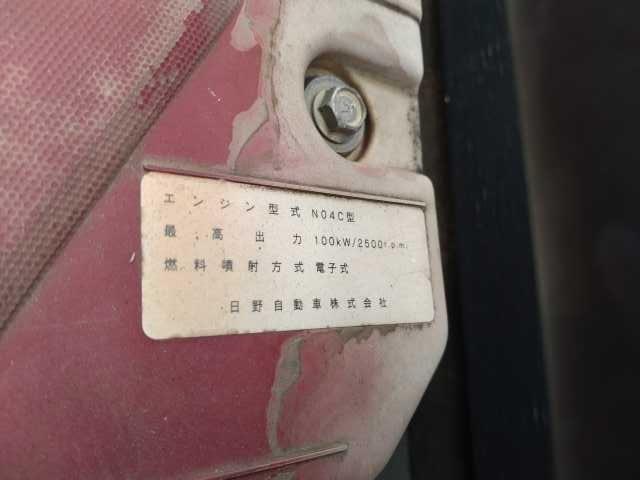 エンジン型式 N04C型
最高出力 100kW/2500r.p.m.
燃料噴射方式 電子式
日野自動車株式会社